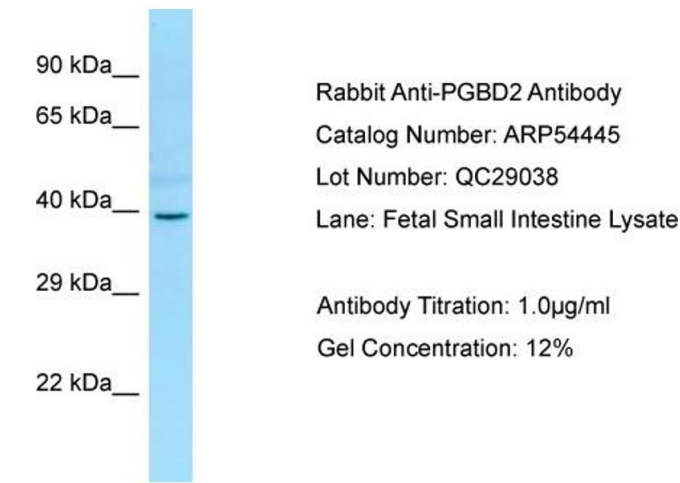 90 kDa__
65 kDa__
40 kDa__
29 kDa__
22 kDa__
Rabbit Anti-PGBD2 Antibody
Catalog Number: ARP54445
Lot Number: QC29038
Lane: Fetal Small Intestine Lysate
Antibody Titration: 1.0µg/ml
Gel Concentration: 12%